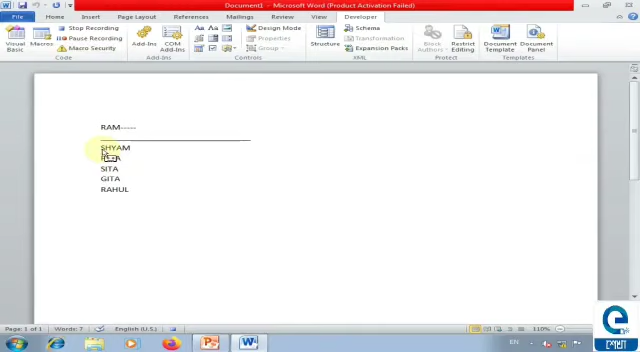 Document1 - Microsoft Word (Product Activation Failed)
File Home Insert Page Layout References Mailings Review View Developer
Visual Basic
Macros
Stop Recording
Pause Recording
Macro Security
Code
Add-Ins
COM Add-Ins
Add-Ins
Aa Aa
Design Mode
Properties
Group
Controls
Structure
Schema
Transformation
Expansion Packs
XML
Block Authors
Restrict Editing
Protect
Document Template
Document Panel
Templates
RAM-----
SHYAM
SITA
GITA
RAHUL
Page: 1 of 1 Words: 7 English (U.S.) 110%
EN